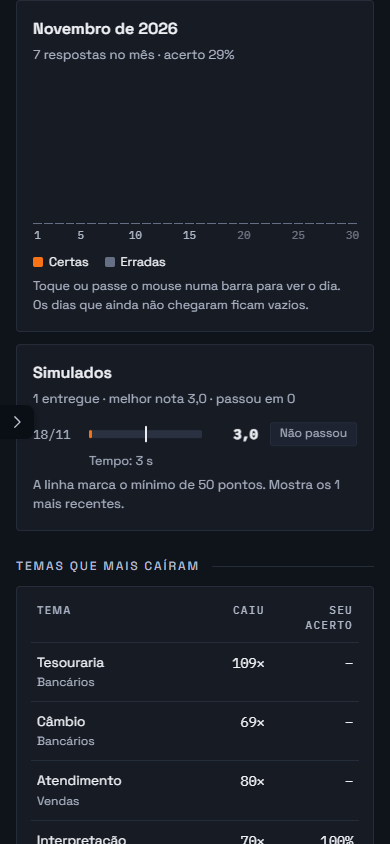 Novembro de 2026
7 respostas no mês · acerto 29%
1 5 10 15 20 25 30
Certas Erradas
Toque ou passe o mouse numa barra para ver o dia.
Os dias que ainda não chegaram ficam vazios.
Simulados
1 entregue · melhor nota 3,0 · passou em 0
18/11 3,0 Não passou
Tempo: 3 s
A linha marca o mínimo de 50 pontos. Mostra os 1
mais recentes.
TEMAS QUE MAIS CAÍRAM
TEMA CAIU SEU
ACERTO
Tesouraria 109× –
Bancários
Câmbio 69× –
Bancários
Atendimento 80× –
Vendas
Interpretação 70× 100%